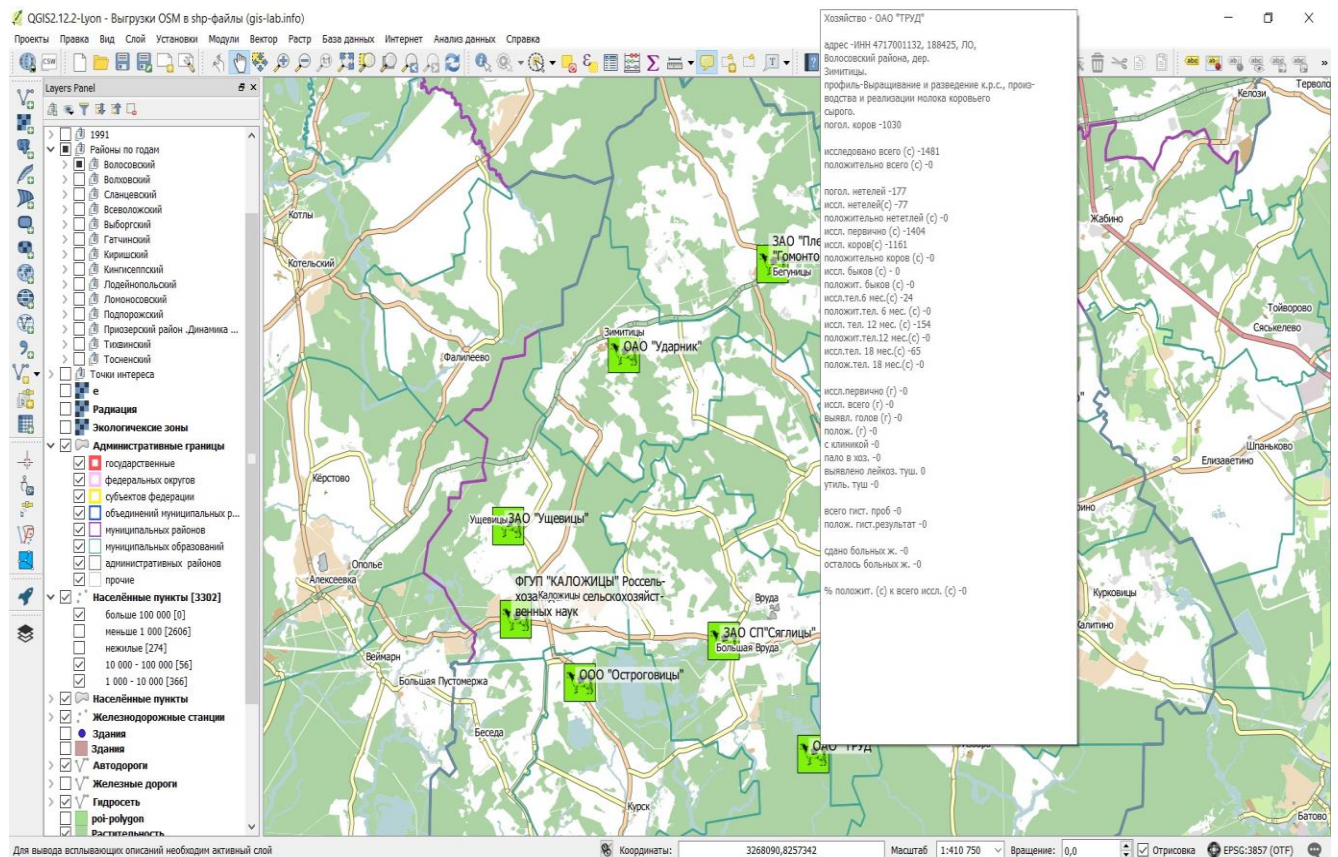 QGIS2.12.2-Lyon - Выгрузки OSM в shp-файлы (gis-lab.info)
Проекты Правка Вид Слой Установки Модули Вектор Растр База данных Интернет Анализ данных Справка
Layers Panel
1991
Районы по годам
Волосовский
Волховский
Сланцевский
Всеволожский
Выборгский
Гатчинский
Киришский
Кингисеппский
Лодейнопольский
Ломоносовский
Подпорожский
Приозерский район .Динамика ...
Тихвинский
Тосненский
Точки интереса
е
Радиация
Экологичексие зоны
Административные границы
государственные
федеральных округов
субъектов федерации
объединений муниципальных р...
муниципальных районов
муниципальных образований
административных районов
прочие
Населённые пункты [3302]
больше 100 000 [0]
меньше 1 000 [2606]
нежилые [274]
10 000 - 100 000 [56]
1 000 - 10 000 [366]
Населённые пункты
Железнодорожные станции
Здания
Здания
Автодороги
Железные дороги
Гидросеть
poi-polygon
Растительность
Котлы
Котельский
Фалилеево
Кёрстово
Ополье
Алексеевка
Веймарн
Большая Пустомержа
Беседа
Курск
ЗАО "Пле
"Гомонто
Бегуницы
Зимитицы
ОАО "Ударник"
Ущевицы
ЗАО "Ущевицы"
ФГУП "КАЛОЖИЦЫ" Россель-
хоза
Каложицы
сельскохозяйст-
венных наук
Вруда
ЗАО СП"Сяглицы"
Большая Вруда
ООО "Остроговицы"
ОАО "ТРУД"
Хозяйство - ОАО "ТРУД"
адрес -ИНН 4717001132, 188425, ЛО,
Волосовский района, дер.
Зимитицы.
профиль-Выращивание и разведение к.р.с., произ-
водства и реализации молока коровьего
сырого.
погол. коров -1030
исследовано всего (с) -1481
положительно всего (с) -0
погол. нетелей -177
иссл. нетелей(с) -77
положительно нететлей (с) -0
иссл. первично (с) -1404
иссл. коров(с) -1161
положительно коров (с) -0
иссл. быков (с) - 0
положит. быков (с) -0
иссл.тел.6 мес.(с) -24
положит.тел. 6 мес. (с) -0
иссл. тел. 12 мес. (с) -154
положит.тел.12 мес.(с) -0
иссл.тел. 18 мес.(с) -65
полож.тел. 18 мес.(с) -0
иссл.первично (г) -0
иссл. всего (г) -0
выявл. голов (г) -0
полож. (г) -0
с клиникой -0
пало в хоз. -0
выявлено лейкоз. туш. 0
утиль. туш -0
всего гист. проб -0
полож. гист.результат -0
сдано больных ж. -0
осталось больных ж. -0
% положит. (с) к всего иссл. (с) -0
Келози
Терволо
Жабино
Тойворово
Сяськелево
Шпаньково
Елизаветино
Курковицы
Калитино
Батово
Для вывода всплывающих описаний необходим активный слой
Координаты: 3268090,8257342 Масштаб 1:410 750 Вращение: 0,0 Отрисовка EPSG:3857 (OTF)